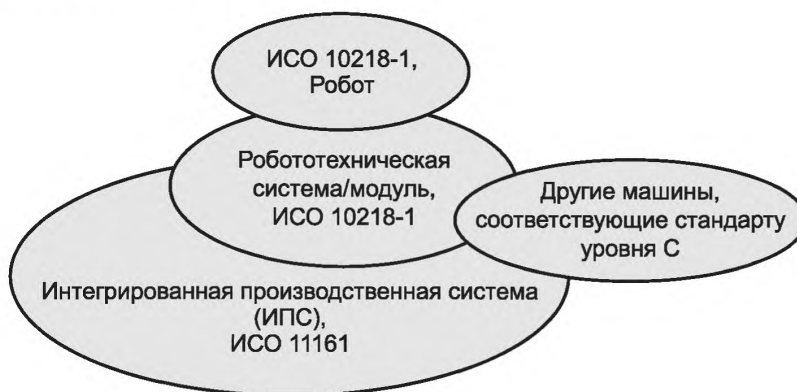 ИСО 10218-1,
Робот
Робототехническая
система/модуль,
ИСО 10218-1
Другие машины,
соответствующие стандарту
уровня С
Интегрированная производственная система
(ИПС),
ИСО 11161